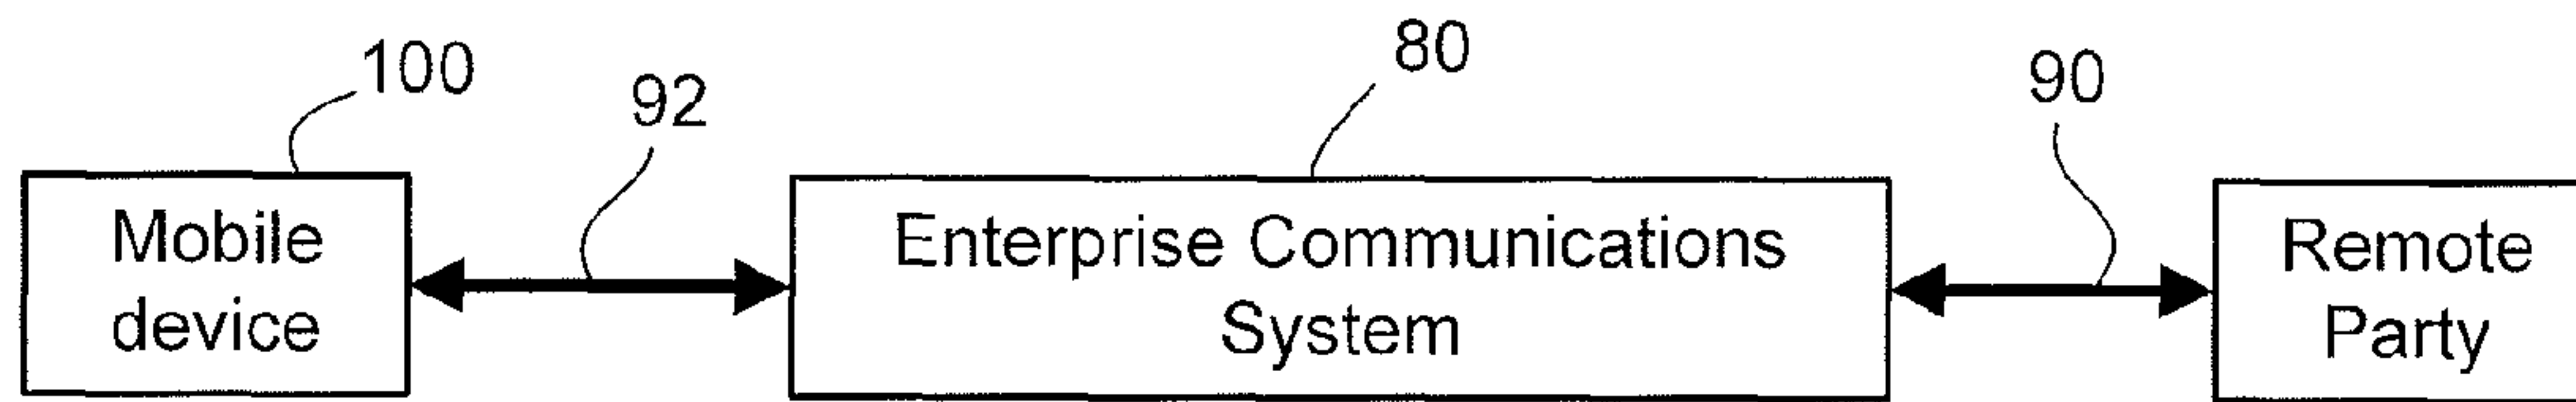 100
92
80
90
Mobile
device
Enterprise Communications
System
Remote
Party